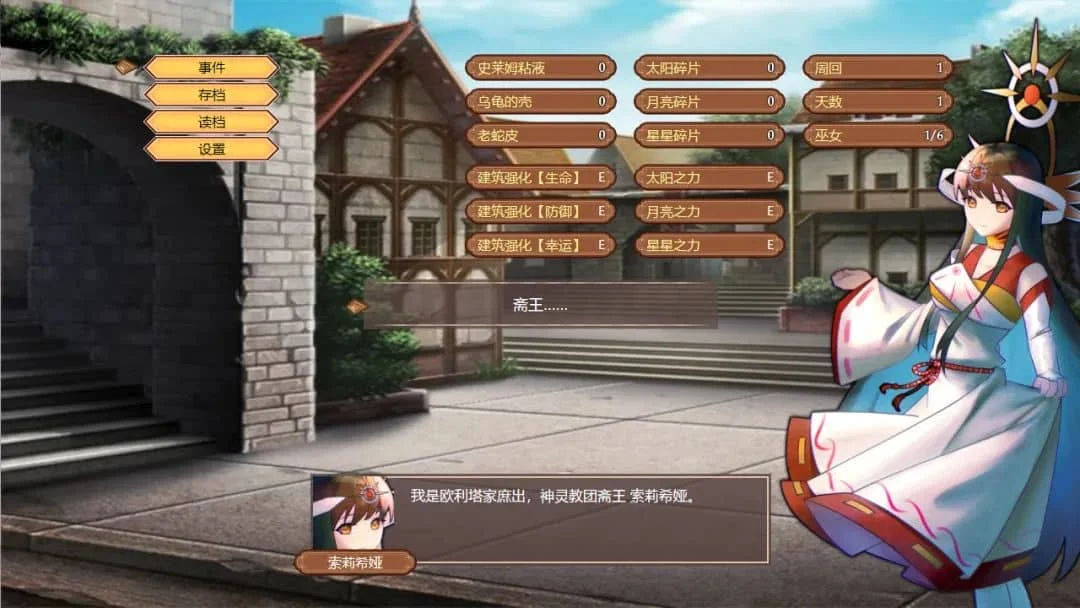 事件
存档
读档
设置
史莱姆粘液 0
太阳碎片 0
周回 1
乌龟的壳 0
月亮碎片 0
天数 1
老蛇皮 0
星星碎片 0
巫女 1/6
建筑强化【生命】 E
太阳之力 E
建筑强化【防御】 E
月亮之力 E
建筑强化【幸运】 E
星星之力 E
斋王……
我是欧利塔家庶出，神灵教团斋王 索莉希娅。
索莉希娅